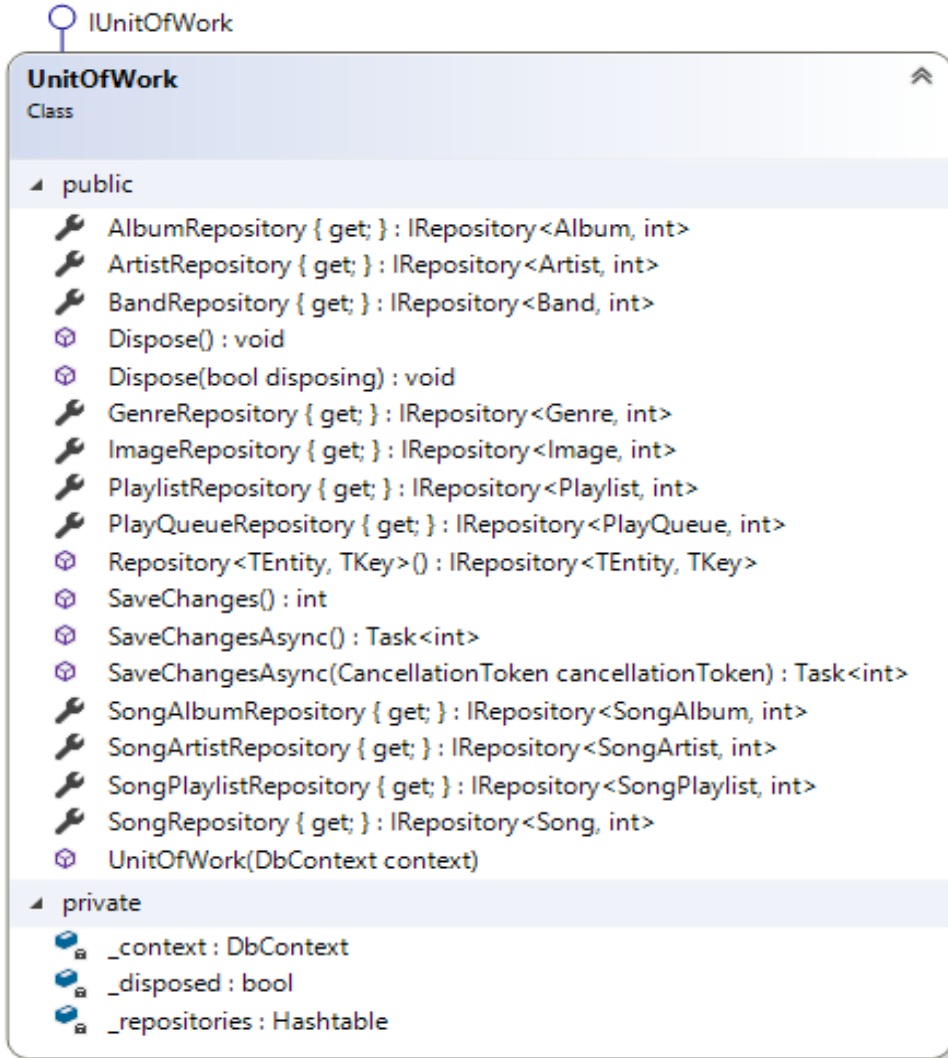 IUnitOfWork
UnitOfWork
Class
public
AlbumRepository { get; } : IRepository<Album, int>
ArtistRepository { get; } : IRepository<Artist, int>
BandRepository { get; } : IRepository<Band, int>
Dispose() : void
Dispose(bool disposing) : void
GenreRepository { get; } : IRepository<Genre, int>
ImageRepository { get; } : IRepository<Image, int>
PlaylistRepository { get; } : IRepository<Playlist, int>
PlayQueueRepository { get; } : IRepository<PlayQueue, int>
Repository<TEntity, TKey>() : IRepository<TEntity, TKey>
SaveChanges() : int
SaveChangesAsync() : Task<int>
SaveChangesAsync(CancellationToken cancellationToken) : Task<int>
SongAlbumRepository { get; } : IRepository<SongAlbum, int>
SongArtistRepository { get; } : IRepository<SongArtist, int>
SongPlaylistRepository { get; } : IRepository<SongPlaylist, int>
SongRepository { get; } : IRepository<Song, int>
UnitOfWork(DbContext context)
private
_context : DbContext
_disposed : bool
_repositories : Hashtable